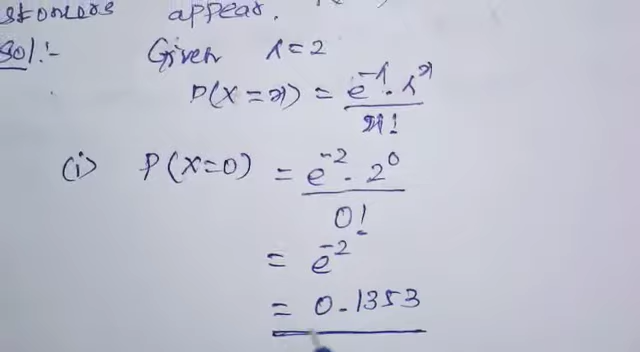 appear.
Sol:- Given λ=2
P(X=x) = e^-λ . λ^x / x!
(i) P(X=0) = e^-2 . 2^0 / 0!
= e^-2
= 0.1353